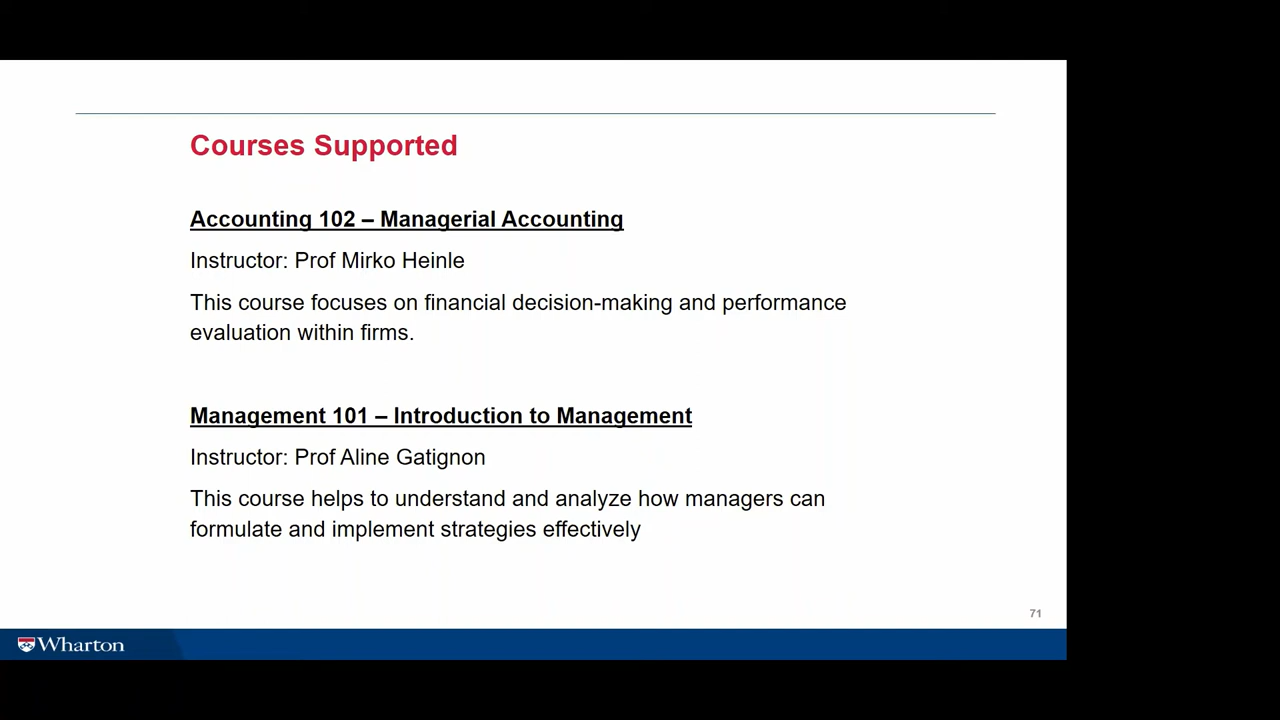 Courses Supported
Accounting 102 – Managerial Accounting
Instructor: Prof Mirko Heinle
This course focuses on financial decision-making and performance
evaluation within firms.
Management 101 – Introduction to Management
Instructor: Prof Aline Gatignon
This course helps to understand and analyze how managers can
formulate and implement strategies effectively
71
Wharton